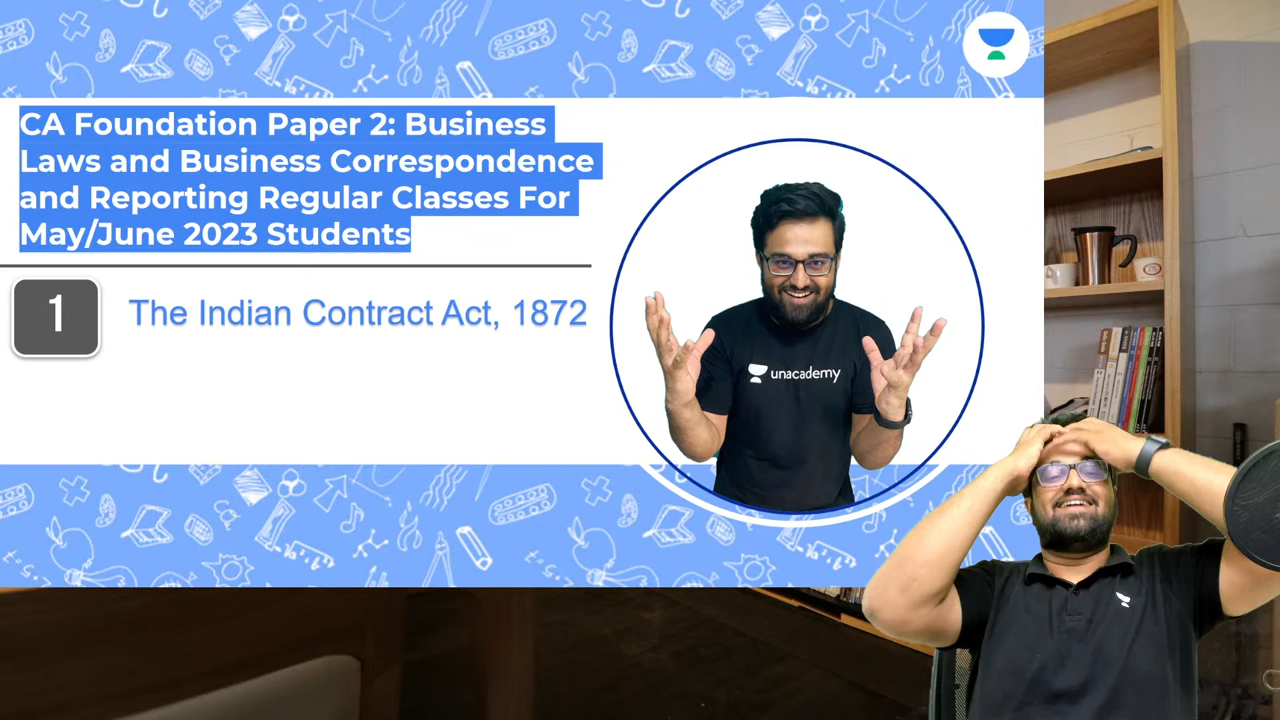 CA Foundation Paper 2: Business
Laws and Business Correspondence
and Reporting Regular Classes For
May/June 2023 Students
1
The Indian Contract Act, 1872
unacademy